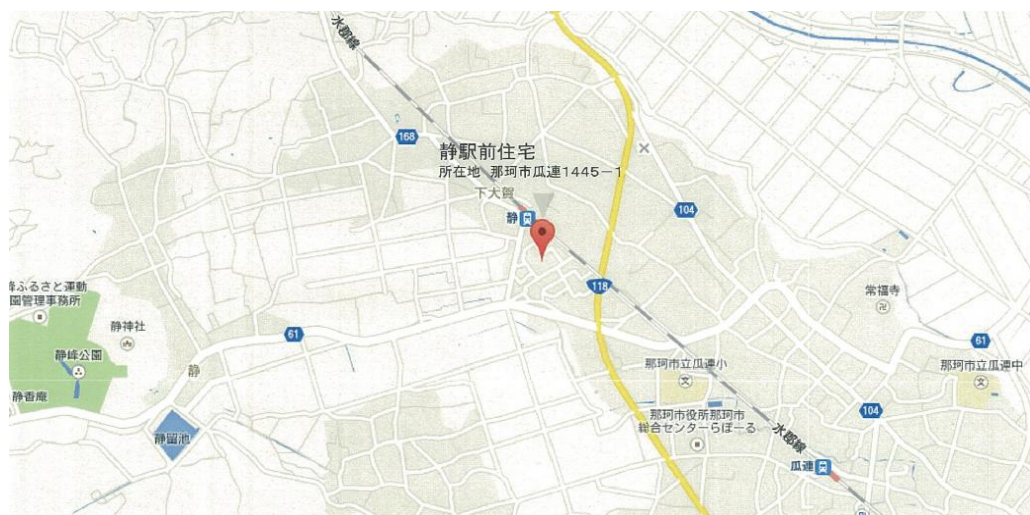 水郡線
168
静駅前住宅
所在地 那珂市瓜連1445-1
下大賀
静
104
118
峰ふるさと運動
園管理事務所
静神社
61
常福寺
61
静峰公園
静
那珂市立瓜連小
那珂市立瓜連中
静香庵
104
那珂市役所那珂市
総合センターらぽーる
静留池
水郡線
瓜連